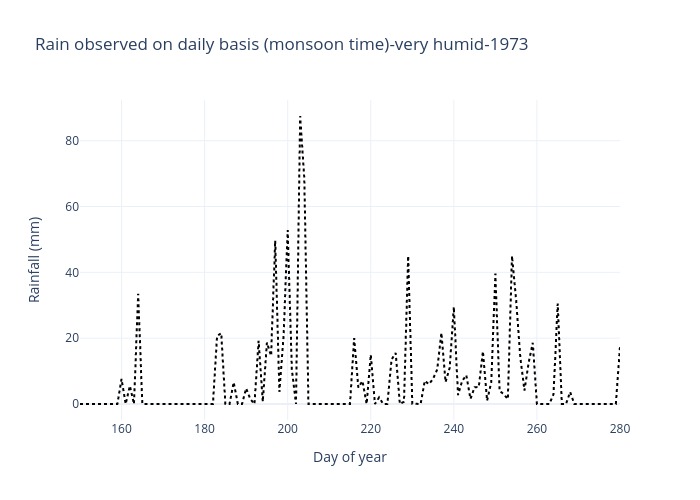 Rain observed on daily basis (monsoon time)-very humid-1973
80
60
40
20
0
Rainfall (mm)
160 180 200 220 240 260 280
Day of year